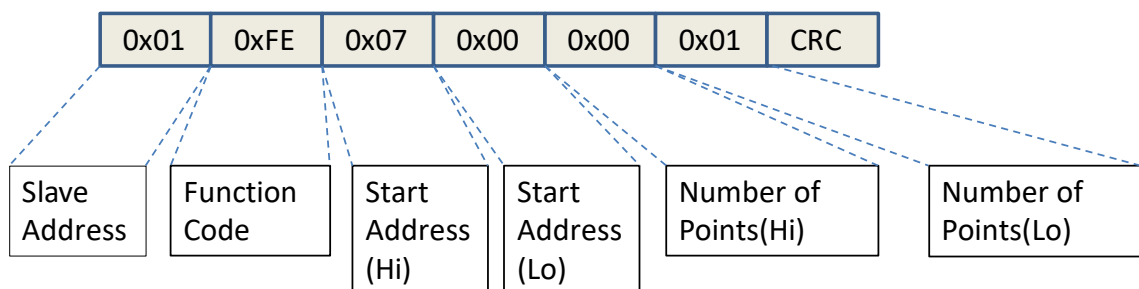 0x01 0xFE 0x07 0x00 0x00 0x01 CRC
Slave
Address
Function
Code
Start
Address
(Hi)
Start
Address
(Lo)
Number of
Points(Hi)
Number of
Points(Lo)